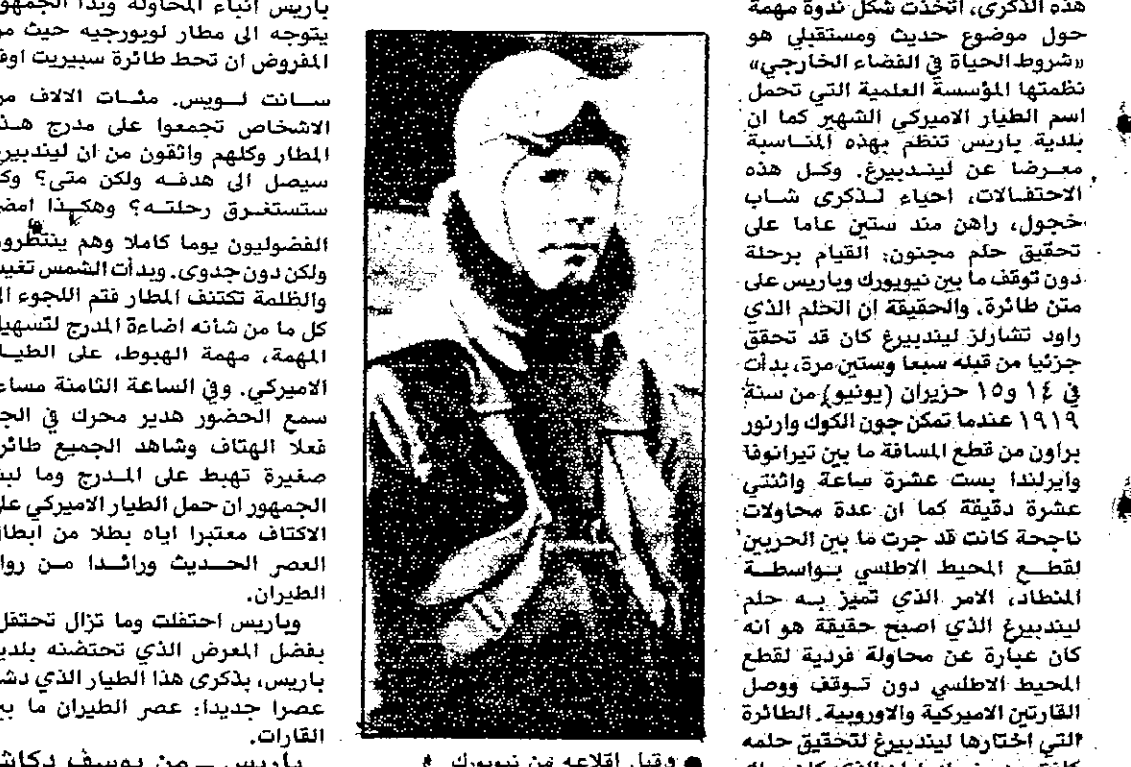 هذه الذكرى، اتخذت شكل ندوة مهمة
حول موضوع حديث ومستقبلي هو
«شروط الحياة في الفضاء الخارجي»
نظمتها المؤسسة العلمية التي تحمل
اسم الطيار الاميركي الشهير كما ان
بلدية باريس تنظم بهذه المناسبة
معرضا عن ليندبيرغ. وكل هذه
الاحتفالات، احياء لذكرى شاب
خجول، راهن منذ ستين عاما على
تحقيق حلم مجنون: القيام برحلة
دون توقف ما بين نيويورك وباريس على
متن طائرة. والحقيقة ان الحلم الذي
راود تشارلز ليندبيرغ كان قد تحقق
جزئيا من قبله سبعا وستين مرة، بدأت
في ١٤ و١٥ حزيران (يونيو) من سنة
١٩١٩ عندما تمكن جون الكوك وارنور
براون من قطع المسافة ما بين تيرانوفا
وايرلندا بست عشرة ساعة واثنتي
عشرة دقيقة كما ان عدة محاولات
ناجحة كانت قد جرت ما بين الحربين
لقطع المحيط الاطلسي بواسطة
المنطاد، الامر الذي تميز به حلم
ليندبيرغ الذي اصبح حقيقة هو انه
كان عبارة عن محاولة فردية لقطع
المحيط الاطلسي دون توقف ووصل
القارتين الاميركية والاوروبية. الطائرة
التي اختارها ليندبيرغ لتحقيق حلمه
● وقبل اقلاعه من نيويورك
باريس انباء المحاولة وبدأ الجمهور
يتوجه الى مطار لوبورجيه حيث من
المفروض ان تحط طائرة سبيريت اوف
سانت لويس. مئات الالاف من
الاشخاص تجمعوا على مدرج هذا
المطار وكلهم واثقون من ان ليندبيرغ
سيصل الى هدفه ولكن متى؟ وكم
ستستغرق رحلته؟ وهكذا امضى
الفضوليون يوما كاملا وهم ينتظرون
ولكن دون جدوى. وبدأت الشمس تغيب
والظلمة تكتنف المطار فتم اللجوء الى
كل ما من شأنه اضاءة المدرج لتسهيل
المهمة، مهمة الهبوط، على الطيار
الاميركي. وفي الساعة الثامنة مساء
سمع الحضور هدير محرك في الجو
فعلا الهتاف وشاهد الجميع طائرة
صغيرة تهبط على المدرج وما لبث
الجمهور ان حمل الطيار الاميركي على
الاكتاف معتبرا اياه بطلا من ابطال
العصر الحديث ورائدا من رواد
الطيران.
وباريس احتفلت وما تزال تحتفل
بفضل المعرض الذي تحتضنه بلدية
باريس، بذكرى هذا الطيار الذي دشن
عصرا جديدا: عصر الطيران ما بين
القارات.
باريس – من يوسف دكاش